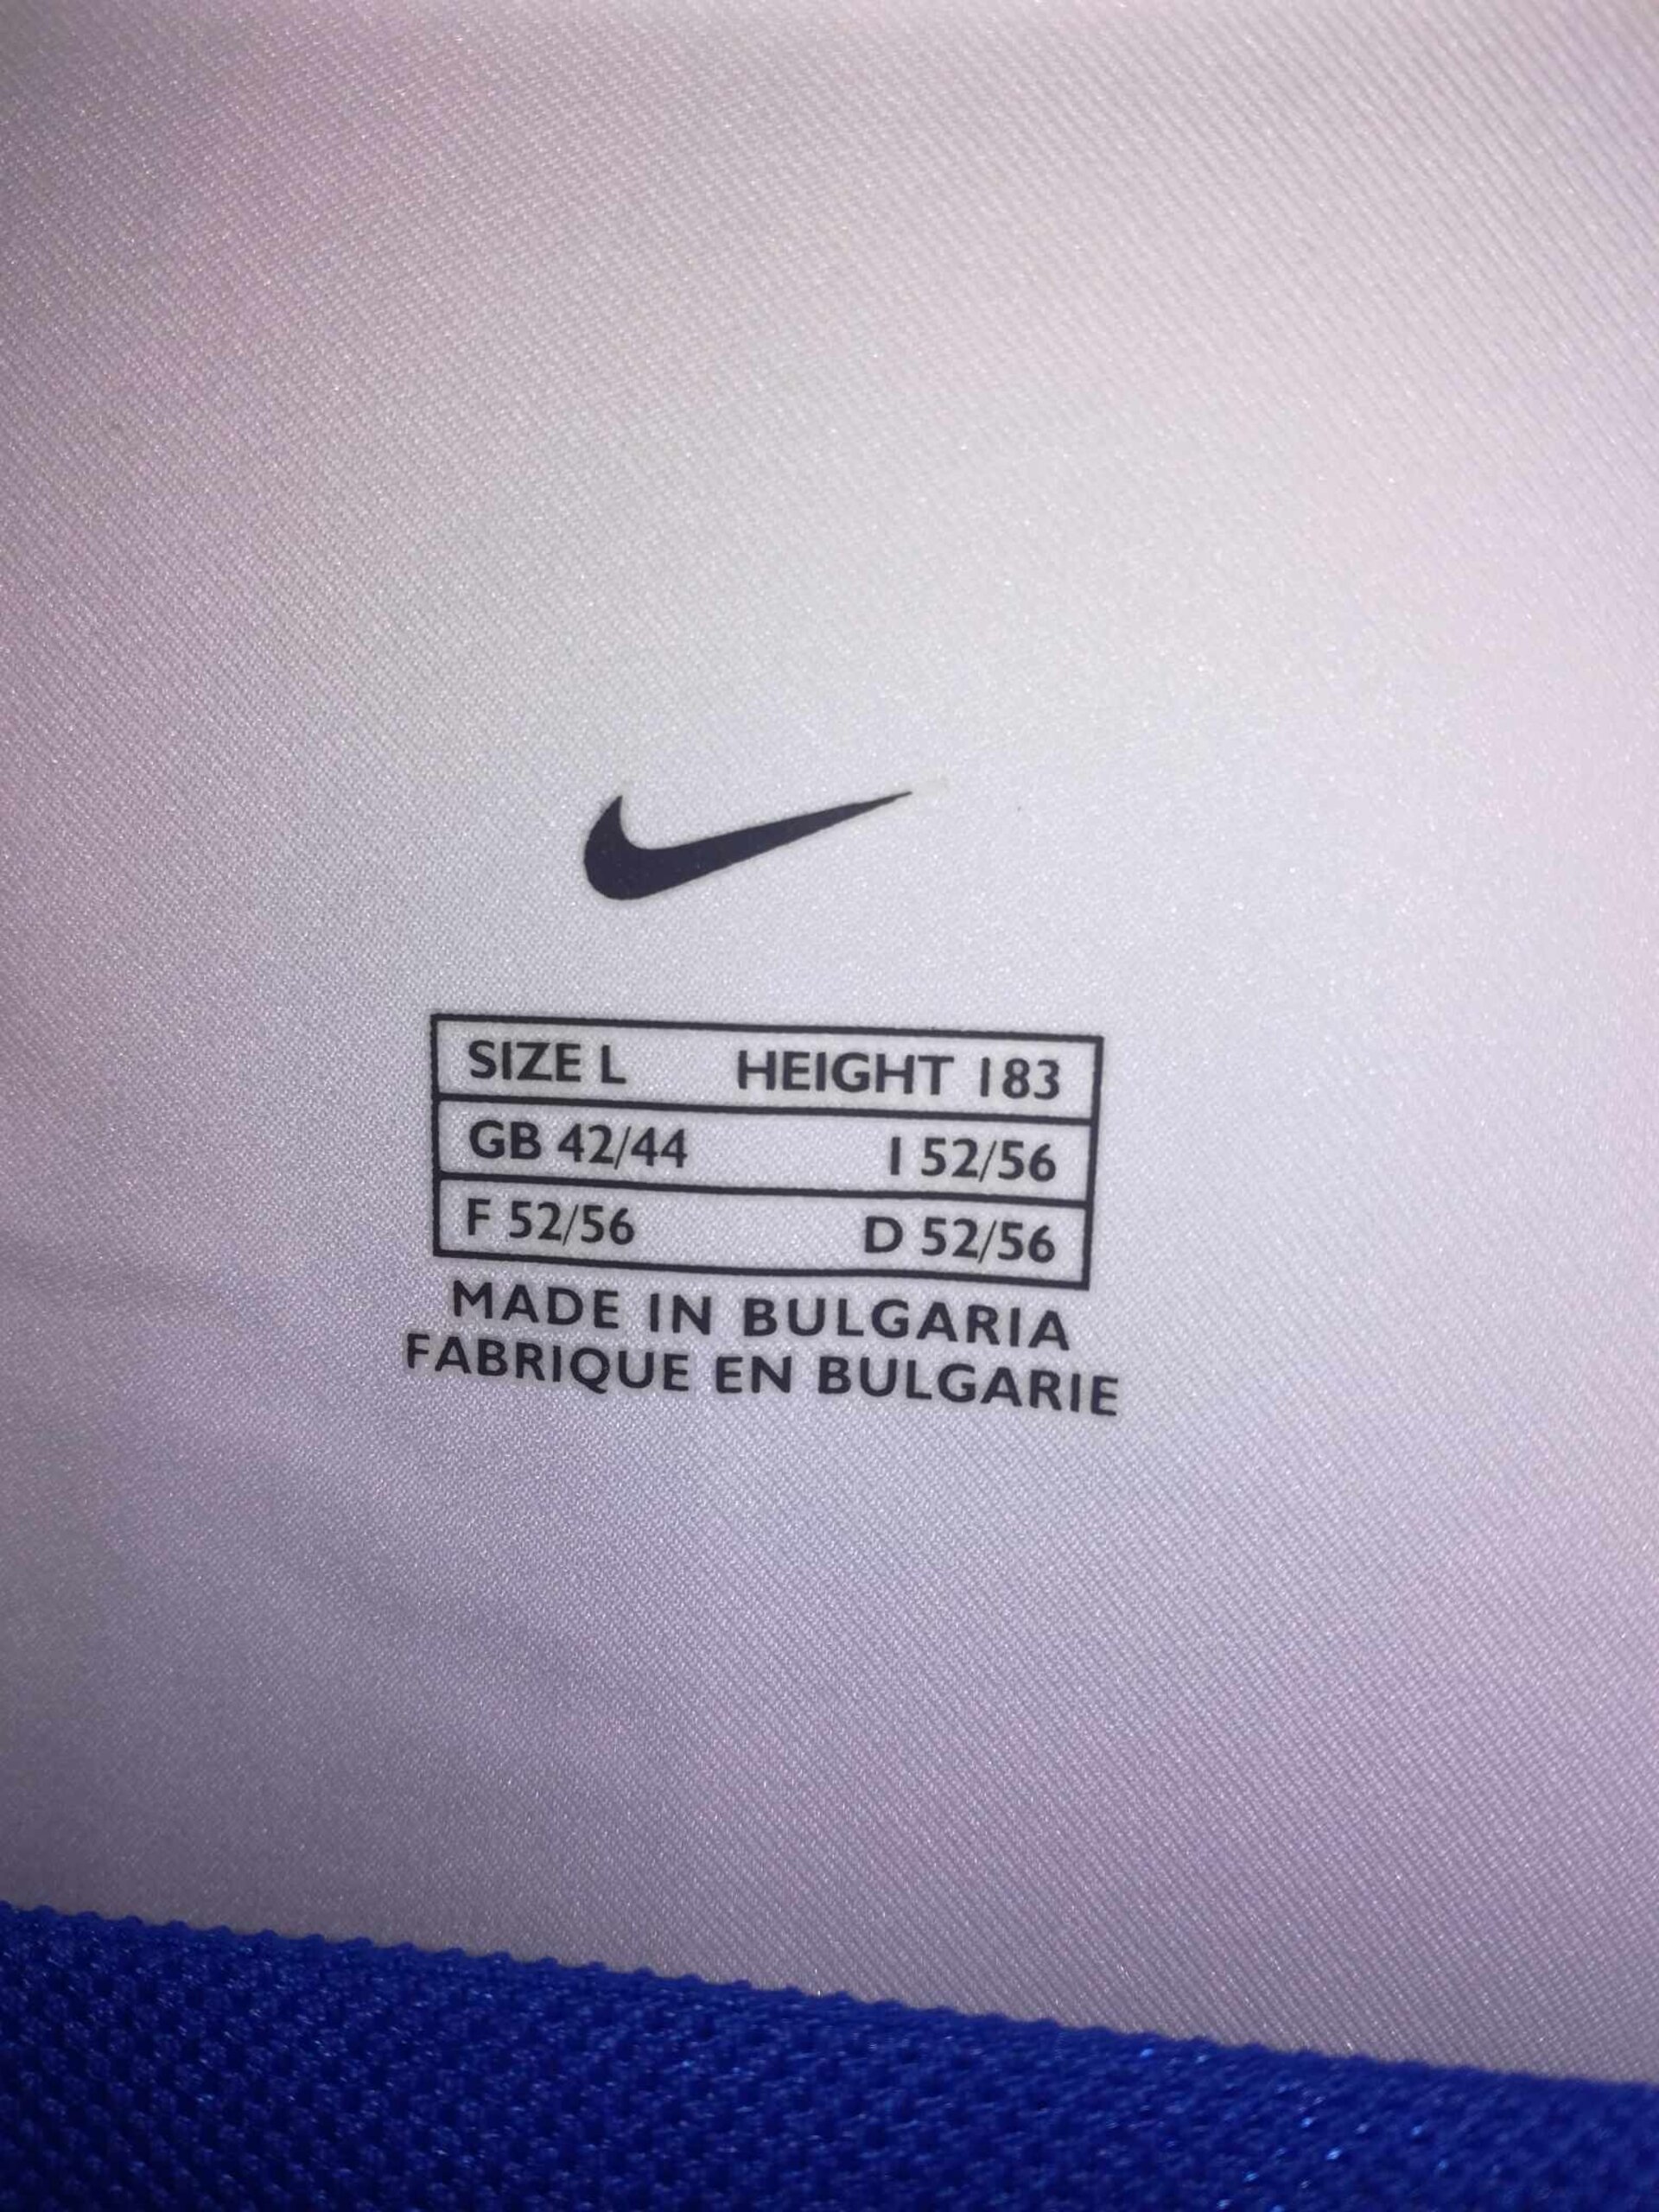 SIZE L HEIGHT 183
GB 42/44 I 52/56
F 52/56 D 52/56
MADE IN BULGARIA
FABRIQUE EN BULGARIE